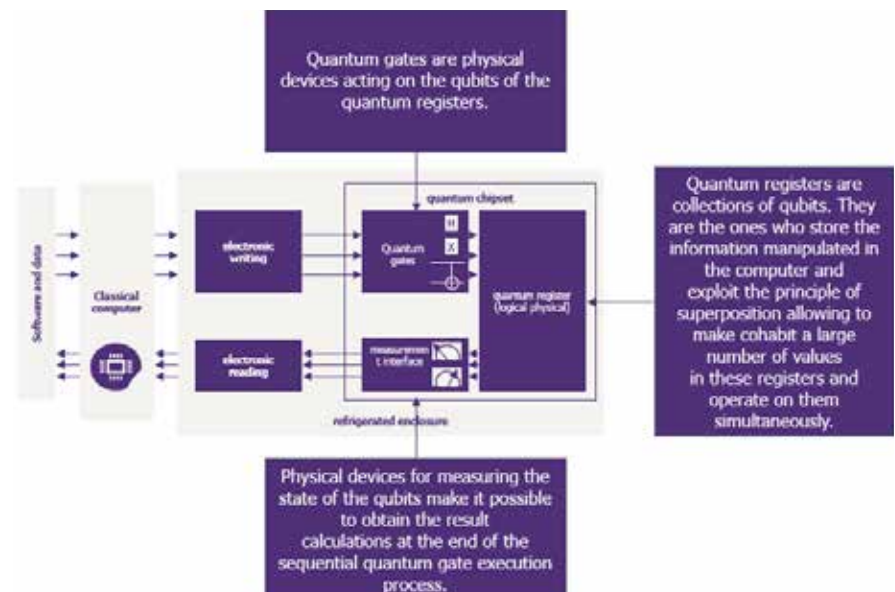 Quantum gates are physical
devices acting on the qubits of the
quantum registers.
Software and data
Classical
computer
electronic
writing
electronic
reading
quantum chipset
Quantum
gates
H
X
measuremen
t interface
quantum register
(logical physical)
refrigerated enclosure
Quantum registers are
collections of qubits. They
are the ones who store the
information manipulated in
the computer and
exploit the principle of
superposition allowing to
make cohabit a large
number of values
in these registers and
operate on them
simultaneously.
Physical devices for measuring the
state of the qubits make it possible
to obtain the result
calculations at the end of the
sequential quantum gate execution
process.